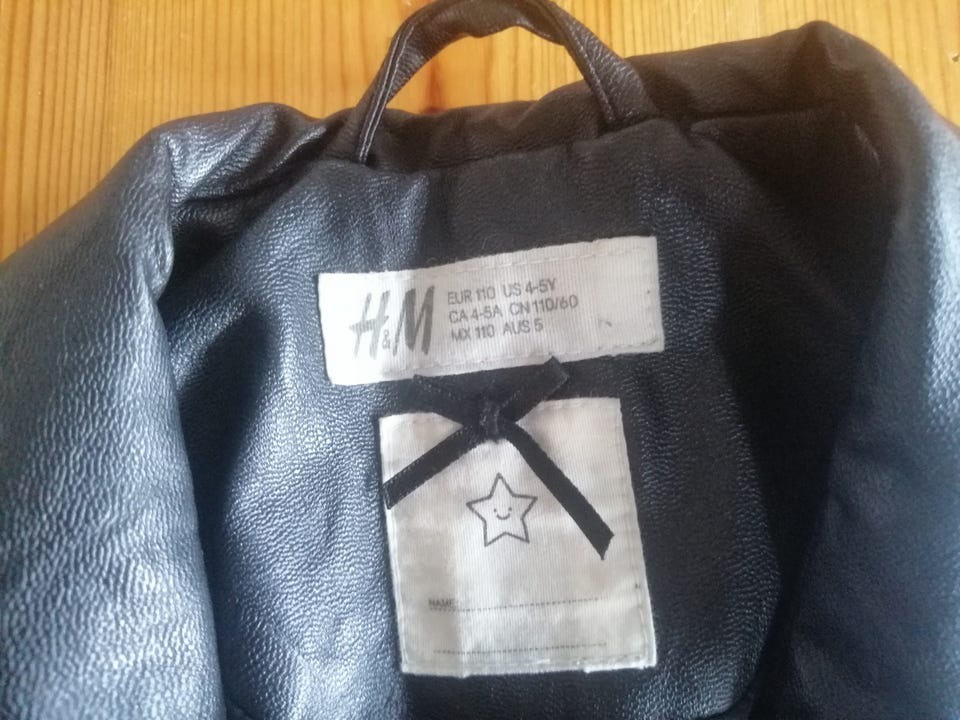 H&M
EUR 110 US 4-5Y
CA 4-5A CN 110/60
MX 110 AUS 5
NAME: